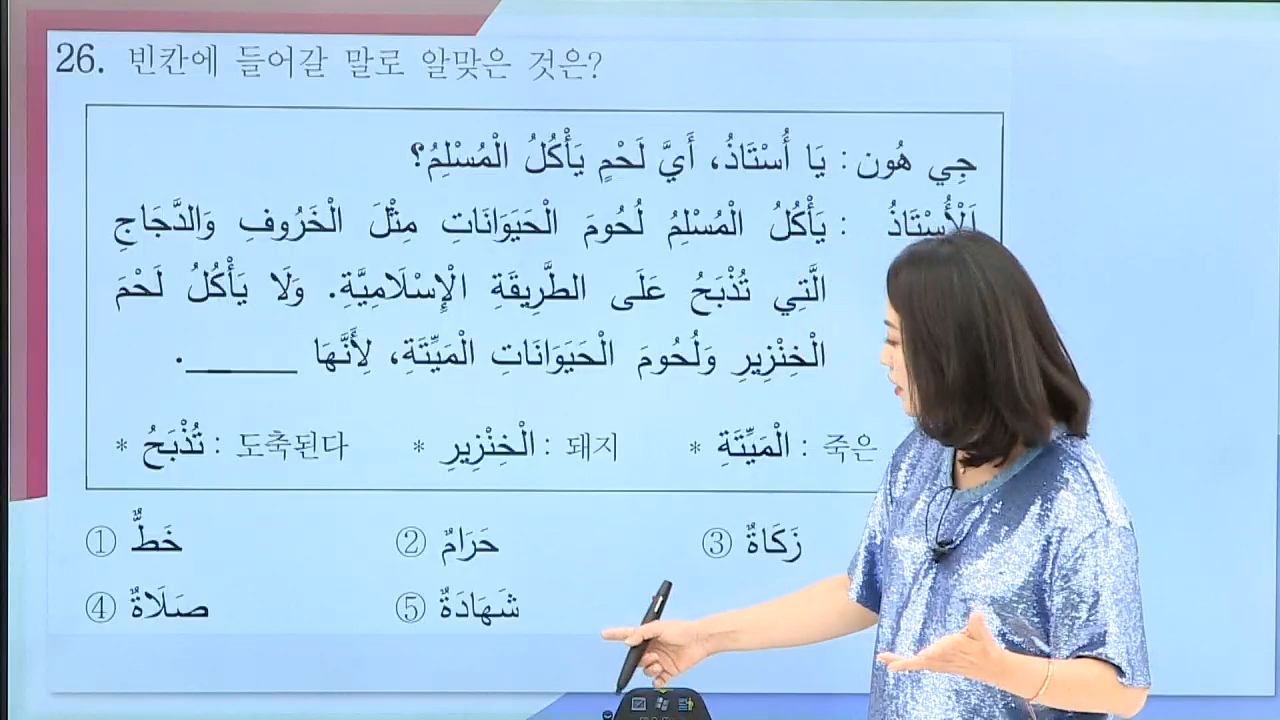 26. 빈칸에 들어갈 말로 알맞은 것은?
جِي هُون : يَا أُسْتَاذُ، أَيَّ لَحْمٍ يَأْكُلُ الْمُسْلِمُ؟
اَلْأُسْتَاذُ : يَأْكُلُ الْمُسْلِمُ لُحُومَ الْحَيَوَانَاتِ مِثْلَ الْخَرُوفِ وَالدَّجَاجِ
الَّتِي تُذْبَحُ عَلَى الطَّرِيقَةِ الْإِسْلَامِيَّةِ. وَلَا يَأْكُلُ لَحْمَ
الْخِنْزِيرِ وَلُحُومَ الْحَيَوَانَاتِ الْمَيِّتَةِ، لِأَنَّهَا ______.
* تُذْبَحُ : 도축된다 * الْخِنْزِيرِ : 돼지 * الْمَيِّتَةِ : 죽은
① خَطٌّ ② حَرَامٌ ③ زَكَاةٌ
④ صَلَاةٌ ⑤ شَهَادَةٌ